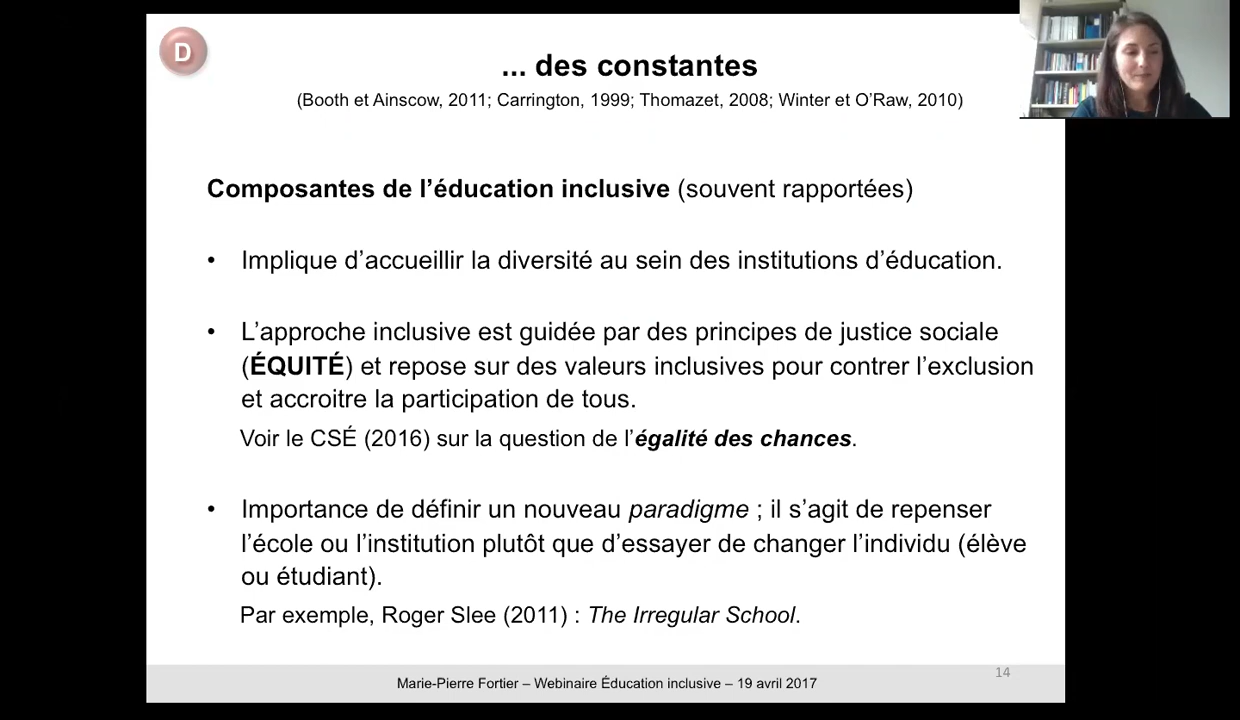 D
... des constantes
(Booth et Ainscow, 2011; Carrington, 1999; Thomazet, 2008; Winter et O’Raw, 2010)
Composantes de l’éducation inclusive (souvent rapportées)
• Implique d’accueillir la diversité au sein des institutions d’éducation.
• L’approche inclusive est guidée par des principes de justice sociale
(ÉQUITÉ) et repose sur des valeurs inclusives pour contrer l’exclusion
et accroitre la participation de tous.
Voir le CSÉ (2016) sur la question de l’égalité des chances.
• Importance de définir un nouveau paradigme ; il s’agit de repenser
l’école ou l’institution plutôt que d’essayer de changer l’individu (élève
ou étudiant).
Par exemple, Roger Slee (2011) : The Irregular School.
14
Marie-Pierre Fortier – Webinaire Éducation inclusive – 19 avril 2017